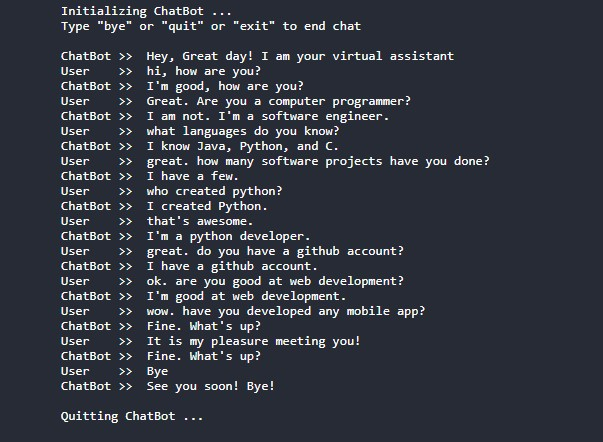 Initializing ChatBot ...
Type "bye" or "quit" or "exit" to end chat
ChatBot >> Hey, Great day! I am your virtual assistant
User >> hi, how are you?
ChatBot >> I'm good, how are you?
User >> Great. Are you a computer programmer?
ChatBot >> I am not. I'm a software engineer.
User >> what languages do you know?
ChatBot >> I know Java, Python, and C.
User >> great. how many software projects have you done?
ChatBot >> I have a few.
User >> who created python?
ChatBot >> I created Python.
User >> that's awesome.
ChatBot >> I'm a python developer.
User >> great. do you have a github account?
ChatBot >> I have a github account.
User >> ok. are you good at web development?
ChatBot >> I'm good at web development.
User >> wow. have you developed any mobile app?
ChatBot >> Fine. What's up?
User >> It is my pleasure meeting you!
ChatBot >> Fine. What's up?
User >> Bye
ChatBot >> See you soon! Bye!
Quitting ChatBot ...